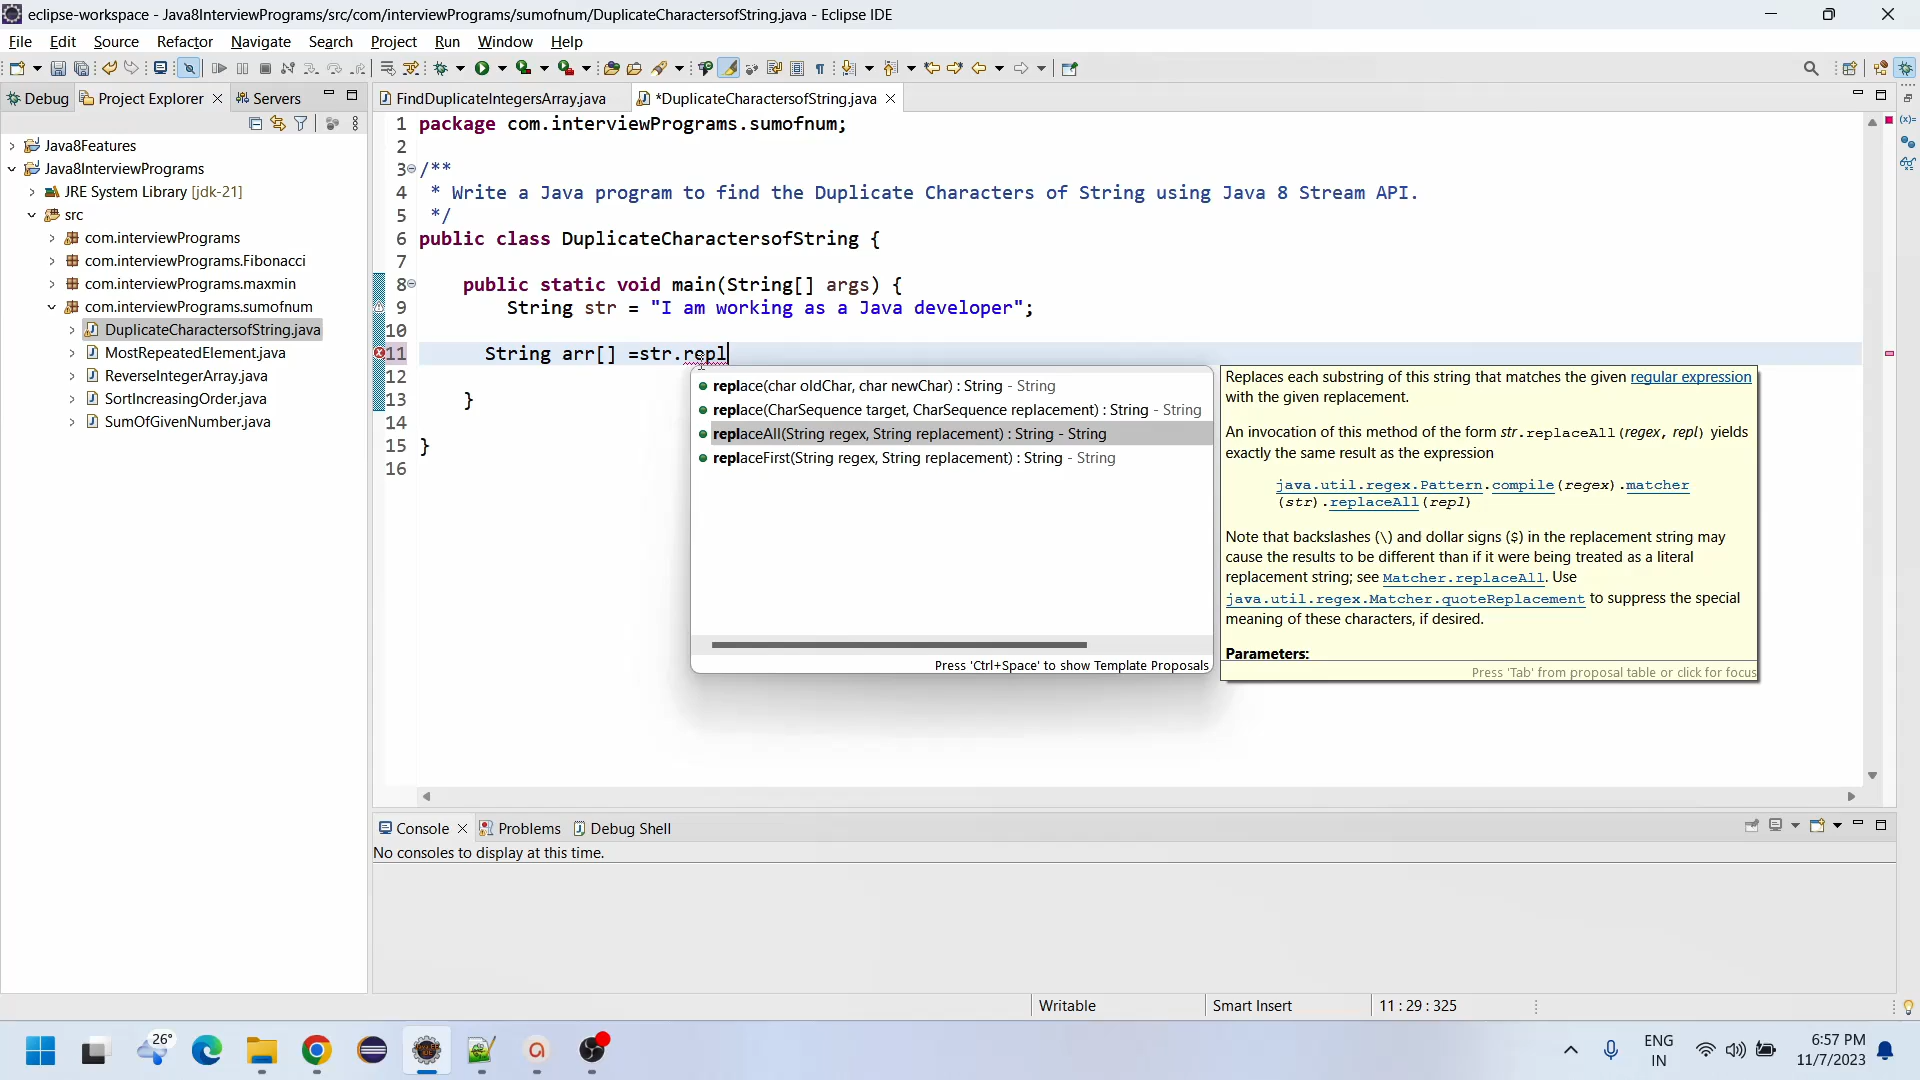 eclipse-workspace - Java8InterviewPrograms/src/com/interviewPrograms/sumofnum/DuplicateCharactersofString.java - Eclipse IDE
File Edit Source Refactor Navigate Search Project Run Window Help
Debug Project Explorer Servers FindDuplicateIntegersArray.java *DuplicateCharactersofString.java
Java8Features
Java8InterviewPrograms
JRE System Library [jdk-21]
src
com.interviewPrograms
com.interviewPrograms.Fibonacci
com.interviewPrograms.maxmin
com.interviewPrograms.sumofnum
DuplicateCharactersofString.java
MostRepeatedElement.java
ReverseIntegerArray.java
SortIncreasingOrder.java
SumOfGivenNumber.java
1 package com.interviewPrograms.sumofnum;
2
3 /**
4 * Write a Java program to find the Duplicate Characters of String using Java 8 Stream API.
5 */
6 public class DuplicateCharactersofString {
7
8 public static void main(String[] args) {
9 String str = "I am working as a Java developer";
10
11 String arr[] =str.repl
12
13 }
14
15 }
16
replace(char oldChar, char newChar) : String - String
replace(CharSequence target, CharSequence replacement) : String - String
replaceAll(String regex, String replacement) : String - String
replaceFirst(String regex, String replacement) : String - String
Press 'Ctrl+Space' to show Template Proposals
Replaces each substring of this string that matches the given regular expression
with the given replacement.
An invocation of this method of the form str.replaceAll(regex, repl) yields
exactly the same result as the expression
java.util.regex.Pattern.compile(regex).matcher
(str).replaceAll(repl)
Note that backslashes (\) and dollar signs ($) in the replacement string may
cause the results to be different than if it were being treated as a literal
replacement string; see Matcher.replaceAll. Use
java.util.regex.Matcher.quoteReplacement to suppress the special
meaning of these characters, if desired.
Parameters:
Press 'Tab' from proposal table or click for focus
Console Problems Debug Shell
No consoles to display at this time.
Writable Smart Insert 11 : 29 : 325
26°
ENG
IN
6:57 PM
11/7/2023